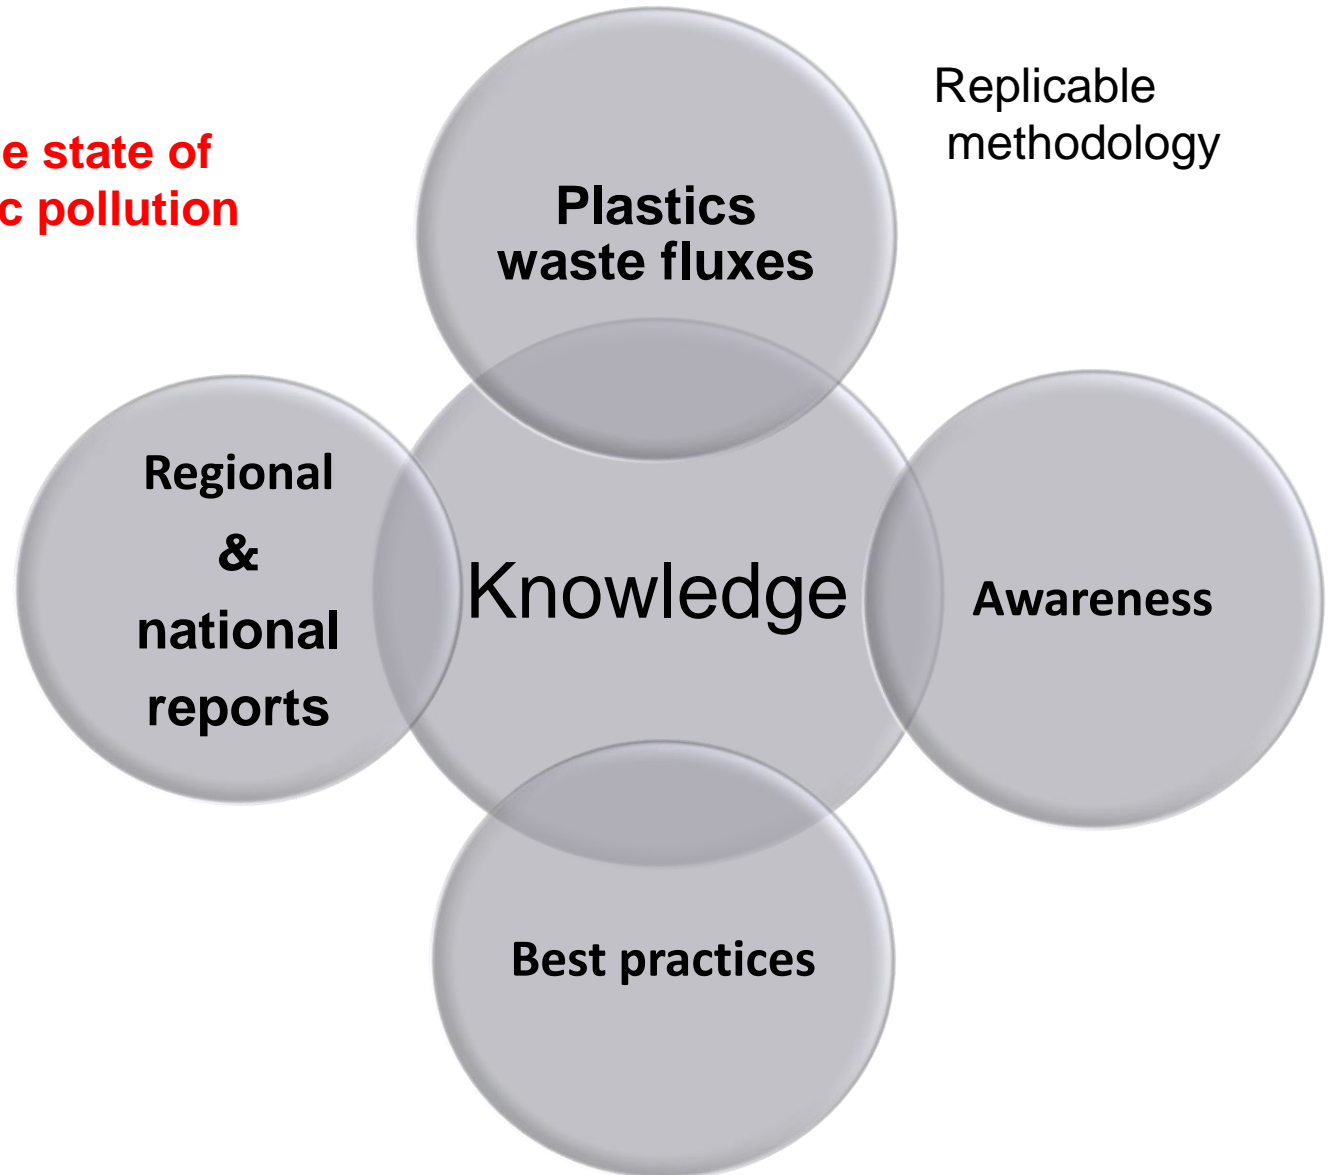 Replicable
methodology
state of
pollution
Plastics
waste fluxes
Regional
&
national
reports
Knowledge
Awareness
Best practices